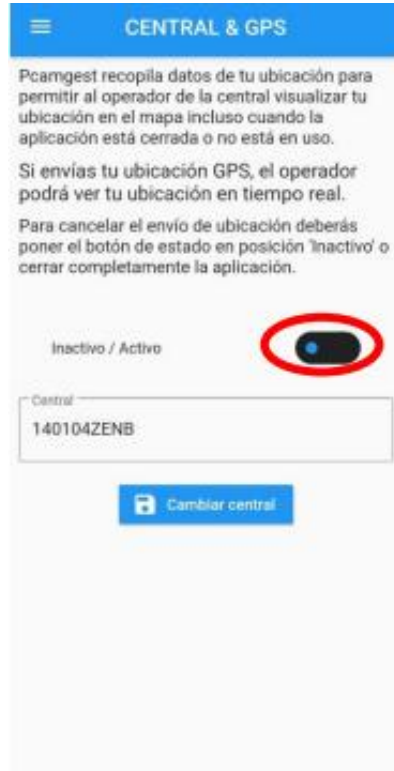 CENTRAL & GPS
Pcamgest recopila datos de tu ubicación para
permitir al operador de la central visualizar tu
ubicación en el mapa incluso cuando la
aplicación está cerrada o no está en uso.
Si envías tu ubicación GPS, el operador
podrá ver tu ubicación en tiempo real.
Para cancelar el envío de ubicación deberás
poner el botón de estado en posición 'Inactivo' o
cerrar completamente la aplicación.
Inactivo / Activo
Central
140104ZENB
Cambiar central